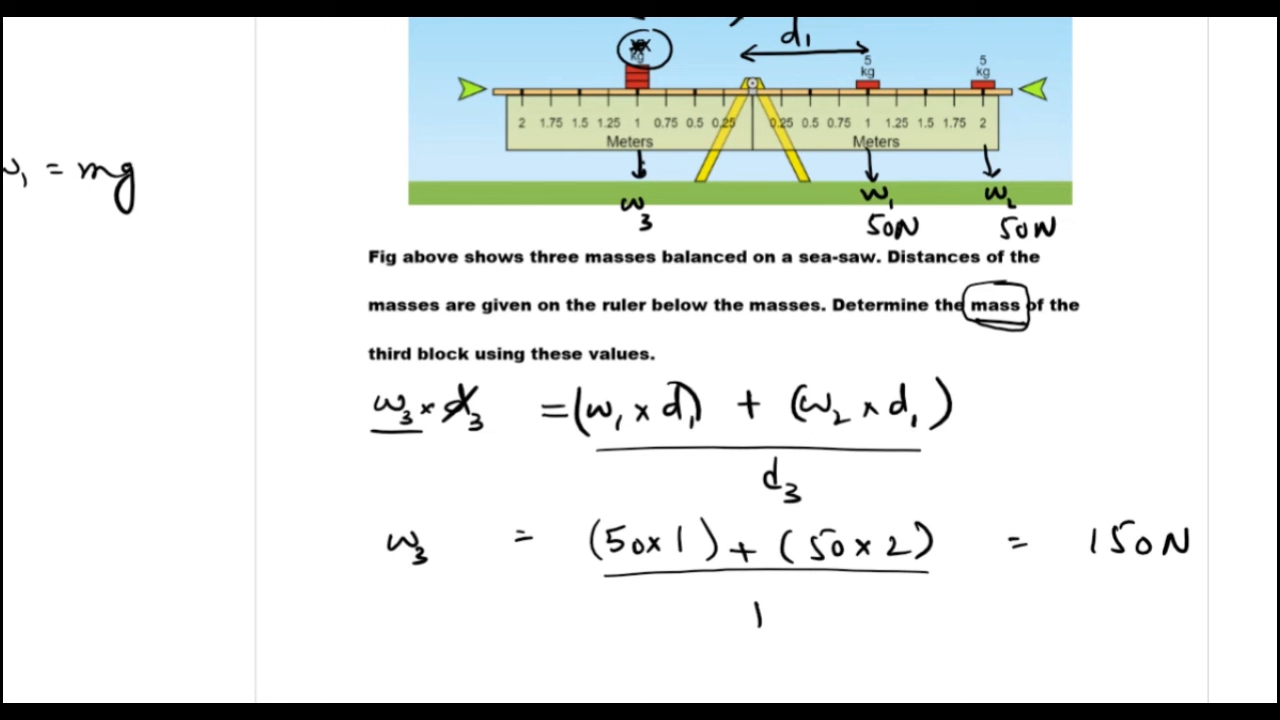 d₁
kg
5 5
kg kg
2 1.75 1.5 1.25 1 0.75 0.5 0.25 0.25 0.5 0.75 1 1.25 1.5 1.75 2
Meters Meters
w₁ = mg
w₃ w₁ w₂
50N 50N
Fig above shows three masses balanced on a sea-saw. Distances of the
masses are given on the ruler below the masses. Determine the mass of the
third block using these values.
w₃ × d₃ = (w₁ × d₁) + (w₂ × d₁)
d₃
w₃ = (50×1) + (50×2) = 150N
1